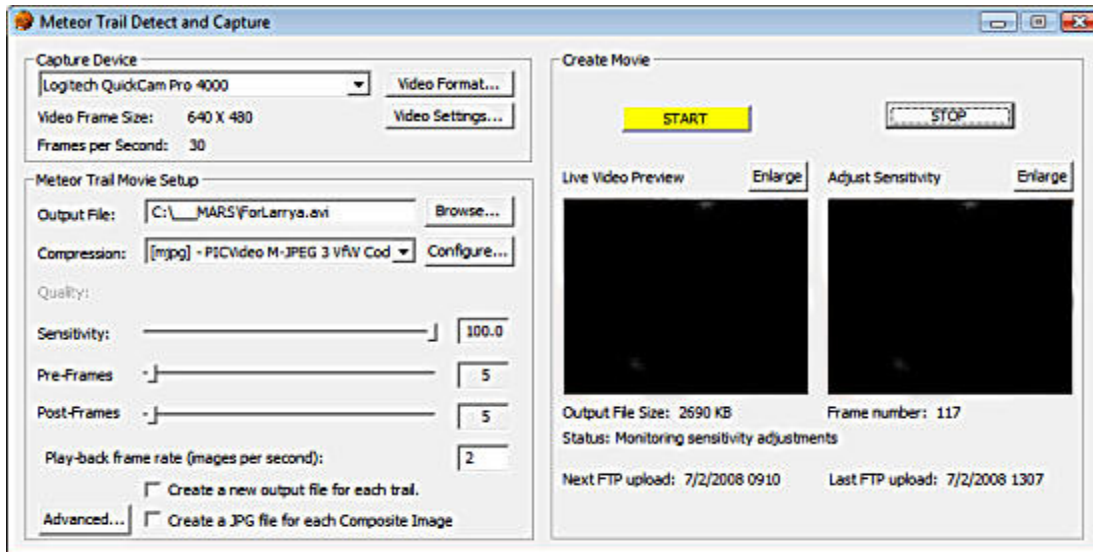 Meteor Trail Detect and Capture
Capture Device
Logitech QuickCam Pro 4000
Video Format...
Video Frame Size: 640 X 480
Video Settings...
Frames per Second: 30
Meteor Trail Movie Setup
Output File: C:\___MARS\ForLarrya.avi
Browse...
Compression: [mjpg] - PICVideo M-JPEG 3 VfW Cod
Configure...
Quality:
Sensitivity: 100.0
Pre-Frames 5
Post-Frames 5
Play-back frame rate (images per second): 2
Create a new output file for each trail.
Advanced...
Create a JPG file for each Composite Image
Create Movie
START
STOP
Live Video Preview
Enlarge
Adjust Sensitivity
Enlarge
Output File Size: 2690 KB
Frame number: 117
Status: Monitoring sensitivity adjustments
Next FTP upload: 7/2/2008 0910
Last FTP upload: 7/2/2008 1307